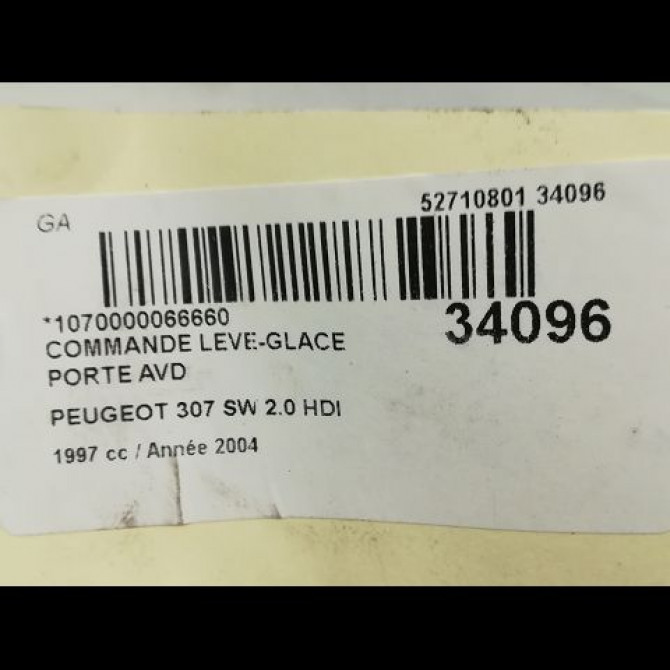 52710801 34096
GA
*1070000066660
34096
COMMANDE LEVE-GLACE
PORTE AVD
PEUGEOT 307 SW 2.0 HDI
1997 cc / Année 2004